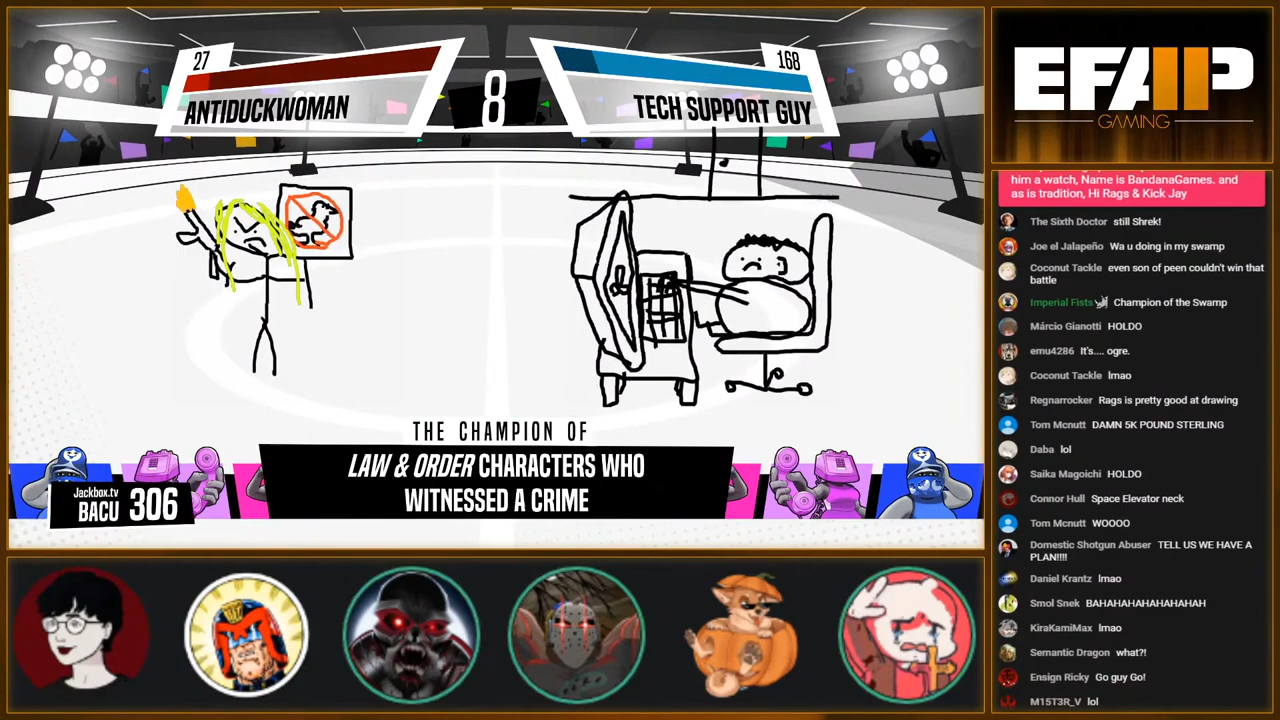 27
168
ANTIDUCKWOMAN
8
TECH SUPPORT GUY
THE CHAMPION OF
LAW & ORDER CHARACTERS WHO
WITNESSED A CRIME
Jackbox.tv
BACU 306
EFAP
GAMING
him a watch, Name is BandanaGames. and
as is tradition, Hi Rags & Kick Jay
The Sixth Doctor still Shrek!
Joe el Jalapeño Wa u doing in my swamp
Coconut Tackle even son of peen couldn't win that
battle
Imperial Fists Champion of the Swamp
Márcio Gianotti HOLDO
emu4286 It's.... ogre.
Coconut Tackle lmao
Regnarrocker Rags is pretty good at drawing
Tom Mcnutt DAMN 5K POUND STERLING
Daba lol
Saika Magoichi HOLDO
Connor Hull Space Elevator neck
Tom Mcnutt WOOOO
Domestic Shotgun Abuser TELL US WE HAVE A
PLAN!!!!
Daniel Krantz lmao
Smol Snek BAHAHAHAHAHAHAH
KiraKamiMax lmao
Semantic Dragon what?!
Ensign Ricky Go guy Go!
M15T3R_V lol